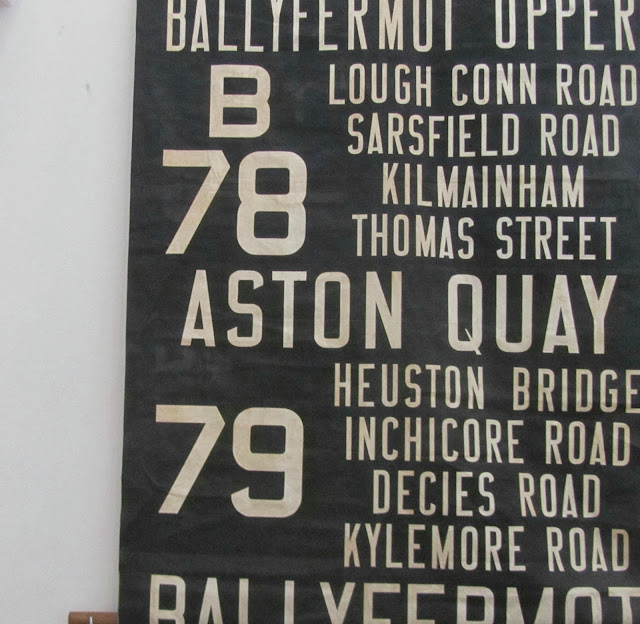 BALLYFERMOT UPPER
B
78
LOUGH CONN ROAD
SARSFIELD ROAD
KILMAINHAM
THOMAS STREET
ASTON QUAY
79
HEUSTON BRIDGE
INCHICORE ROAD
DECIES ROAD
KYLEMORE ROAD
BALLYFERMOT